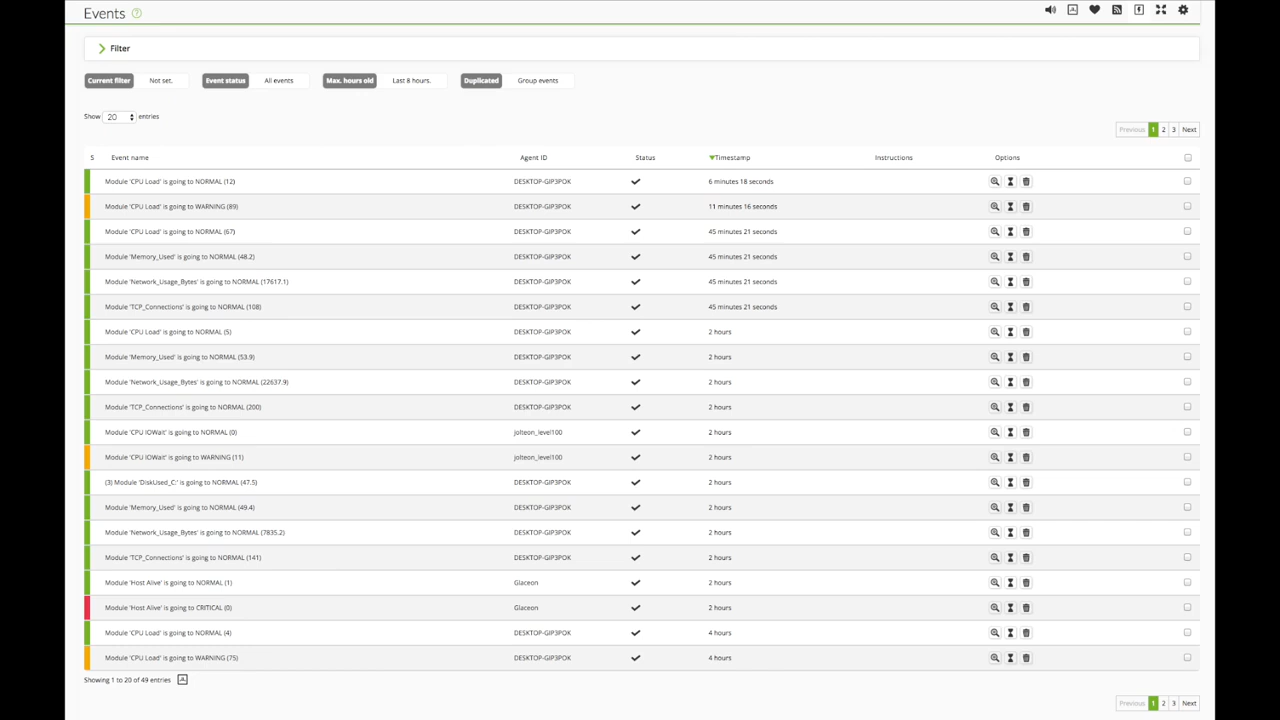 Events
Filter
Current filter Not set. Event status All events Max. hours old Last 8 hours. Duplicated Group events
Show 20 entries
Previous 1 2 3 Next
S Event name Agent ID Status Timestamp Instructions Options
Module 'CPU Load' is going to NORMAL (12) DESKTOP-GIP3POK 6 minutes 18 seconds
Module 'CPU Load' is going to WARNING (89) DESKTOP-GIP3POK 11 minutes 16 seconds
Module 'CPU Load' is going to NORMAL (67) DESKTOP-GIP3POK 45 minutes 21 seconds
Module 'Memory_Used' is going to NORMAL (48.2) DESKTOP-GIP3POK 45 minutes 21 seconds
Module 'Network_Usage_Bytes' is going to NORMAL (17617.1) DESKTOP-GIP3POK 45 minutes 21 seconds
Module 'TCP_Connections' is going to NORMAL (108) DESKTOP-GIP3POK 45 minutes 21 seconds
Module 'CPU Load' is going to NORMAL (5) DESKTOP-GIP3POK 2 hours
Module 'Memory_Used' is going to NORMAL (53.9) DESKTOP-GIP3POK 2 hours
Module 'Network_Usage_Bytes' is going to NORMAL (22637.9) DESKTOP-GIP3POK 2 hours
Module 'TCP_Connections' is going to NORMAL (200) DESKTOP-GIP3POK 2 hours
Module 'CPU IOWait' is going to NORMAL (0) jolteon_level100 2 hours
Module 'CPU IOWait' is going to WARNING (11) jolteon_level100 2 hours
(3) Module 'DiskUsed_C:' is going to NORMAL (47.5) DESKTOP-GIP3POK 2 hours
Module 'Memory_Used' is going to NORMAL (49.4) DESKTOP-GIP3POK 2 hours
Module 'Network_Usage_Bytes' is going to NORMAL (7835.2) DESKTOP-GIP3POK 2 hours
Module 'TCP_Connections' is going to NORMAL (141) DESKTOP-GIP3POK 2 hours
Module 'Host Alive' is going to NORMAL (1) Glaceon 2 hours
Module 'Host Alive' is going to CRITICAL (0) Glaceon 2 hours
Module 'CPU Load' is going to NORMAL (4) DESKTOP-GIP3POK 4 hours
Module 'CPU Load' is going to WARNING (75) DESKTOP-GIP3POK 4 hours
Showing 1 to 20 of 49 entries
Previous 1 2 3 Next